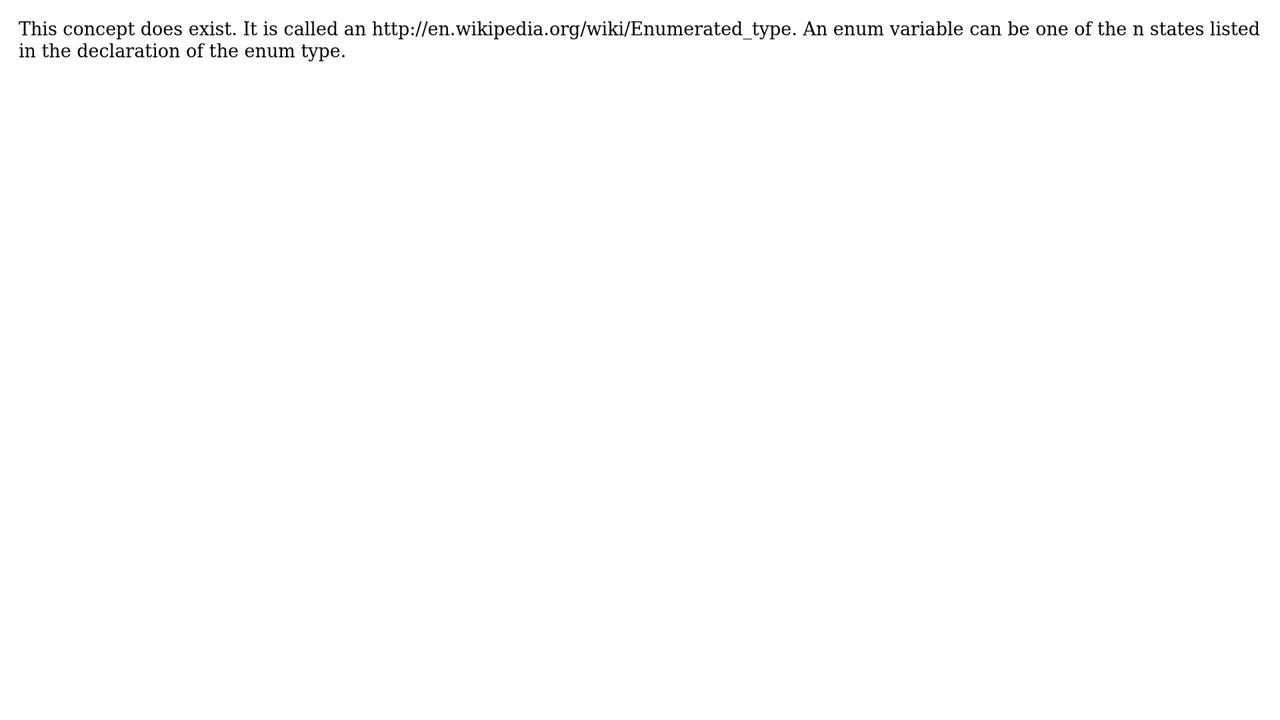 This concept does exist. It is called an http://en.wikipedia.org/wiki/Enumerated_type. An enum variable can be one of the n states listed
in the declaration of the enum type.